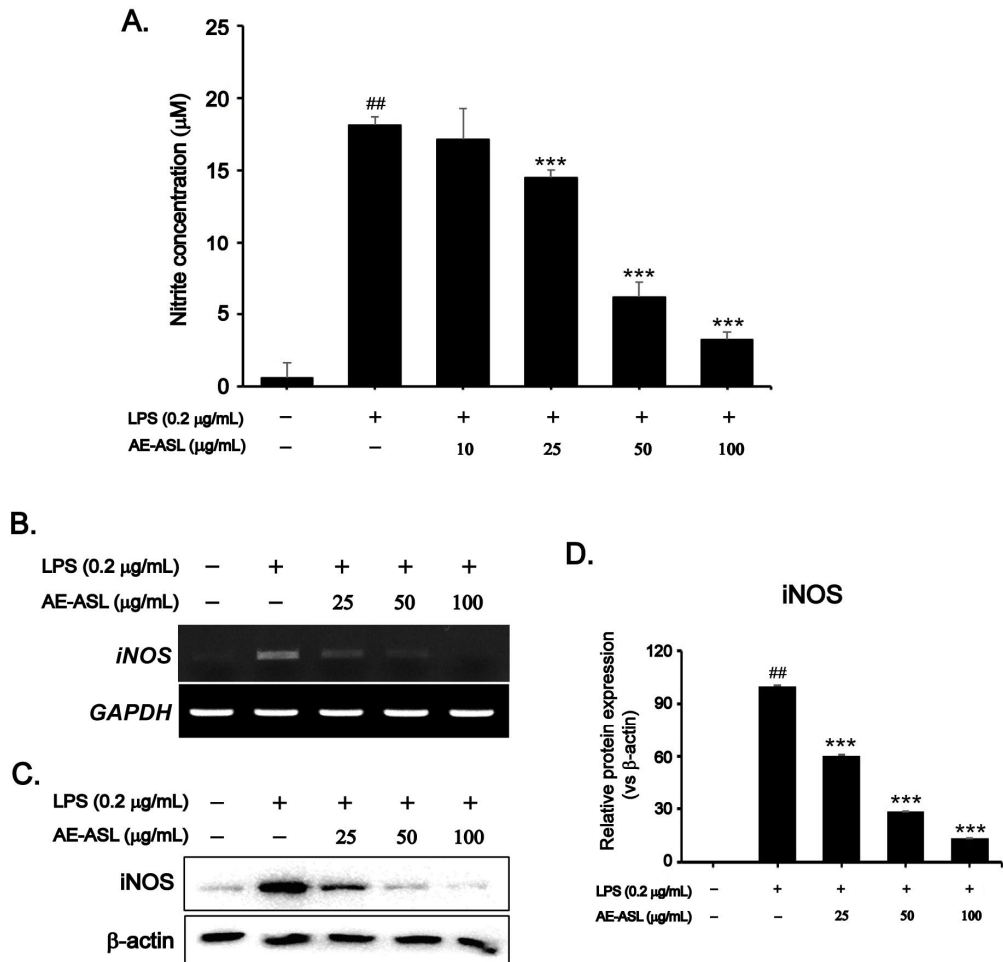 A.
25
20
15
10
5
0
Nitrite concentration (μM)
##
***
***
***
LPS (0.2 μg/mL) – + + + + +
AE-ASL (μg/mL) – – 10 25 50 100
B.
LPS (0.2 μg/mL) – + + + +
AE-ASL (μg/mL) – – 25 50 100
iNOS
GAPDH
C.
LPS (0.2 μg/mL) – + + + +
AE-ASL (μg/mL) – – 25 50 100
iNOS
β-actin
D.
iNOS
120
90
60
30
0
Relative protein expression
(vs β-actin)
##
***
***
***
LPS (0.2 μg/mL) – + + + +
AE-ASL (μg/mL) – – 25 50 100